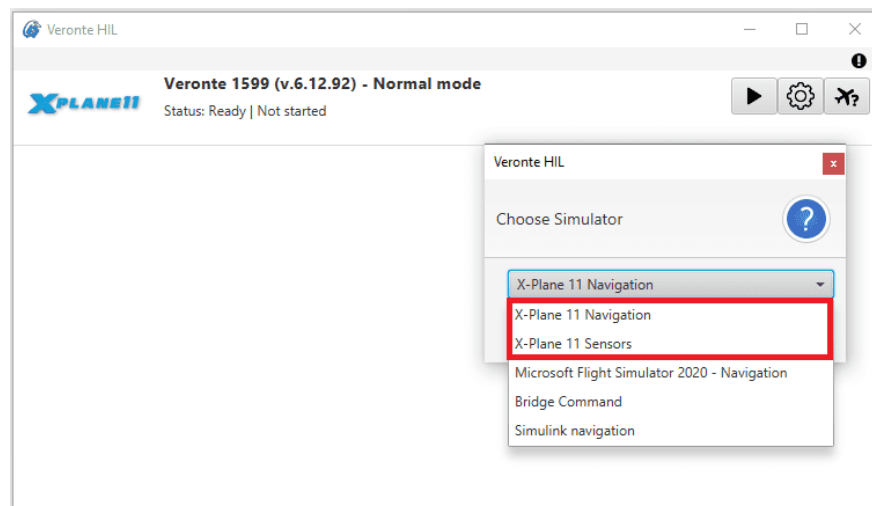 Veronte HIL
XPLANE11
Veronte 1599 (v.6.12.92) - Normal mode
Status: Ready | Not started
Veronte HIL
x
Choose Simulator
?
X-Plane 11 Navigation
X-Plane 11 Navigation
X-Plane 11 Sensors
Microsoft Flight Simulator 2020 - Navigation
Bridge Command
Simulink navigation